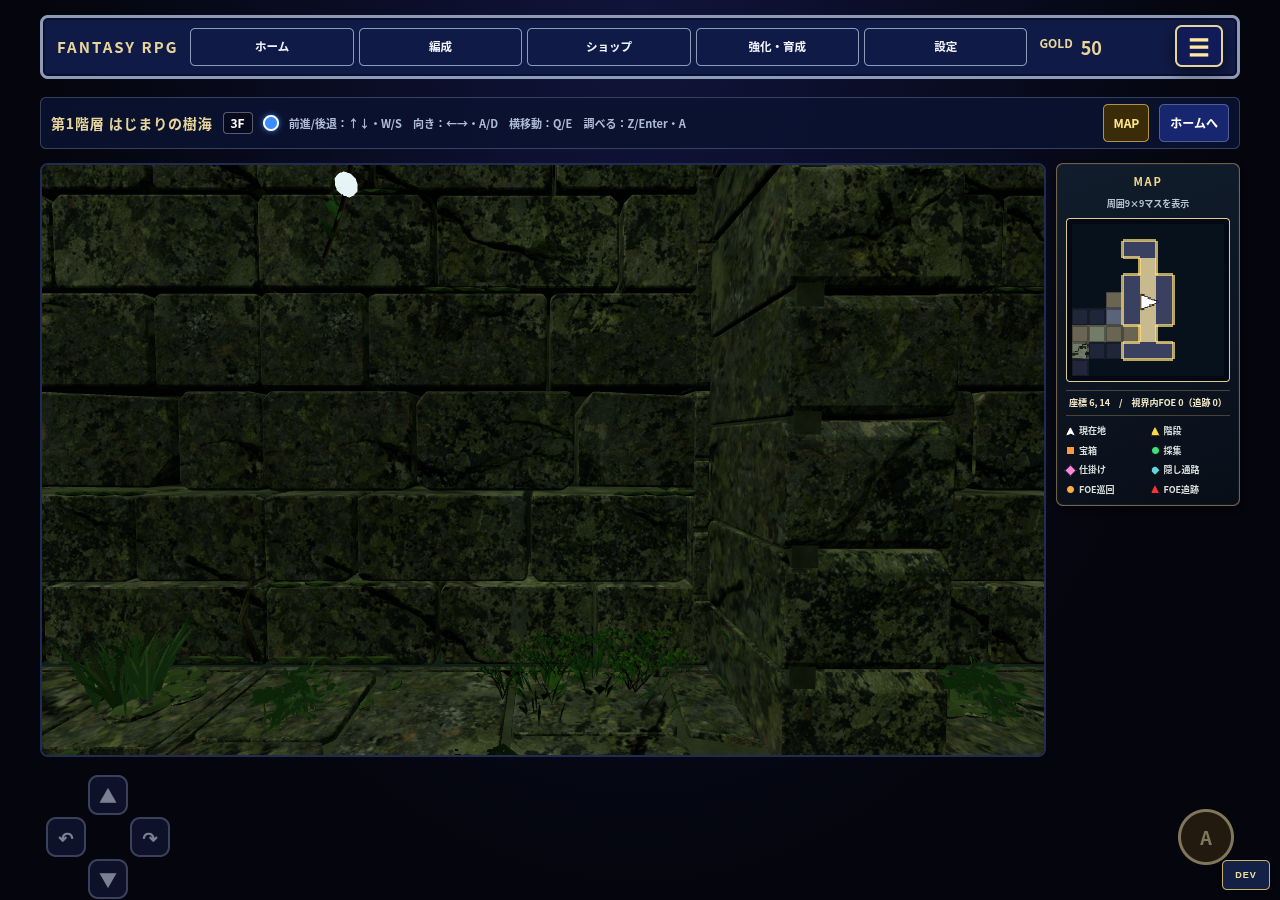 FANTASY RPG ホーム 編成 ショップ 強化・育成 設定 GOLD 50
第1階層 はじまりの樹海 3F 前進/後退：↑↓・W/S 向き：←→・A/D 横移動：Q/E 調べる：Z/Enter・A MAP ホームへ
MAP
周囲9×9マスを表示
座標 6, 14 / 視界内FOE 0（追跡 0）
現在地 階段
宝箱 採集
仕掛け 隠し通路
FOE巡回 FOE追跡
A
DEV